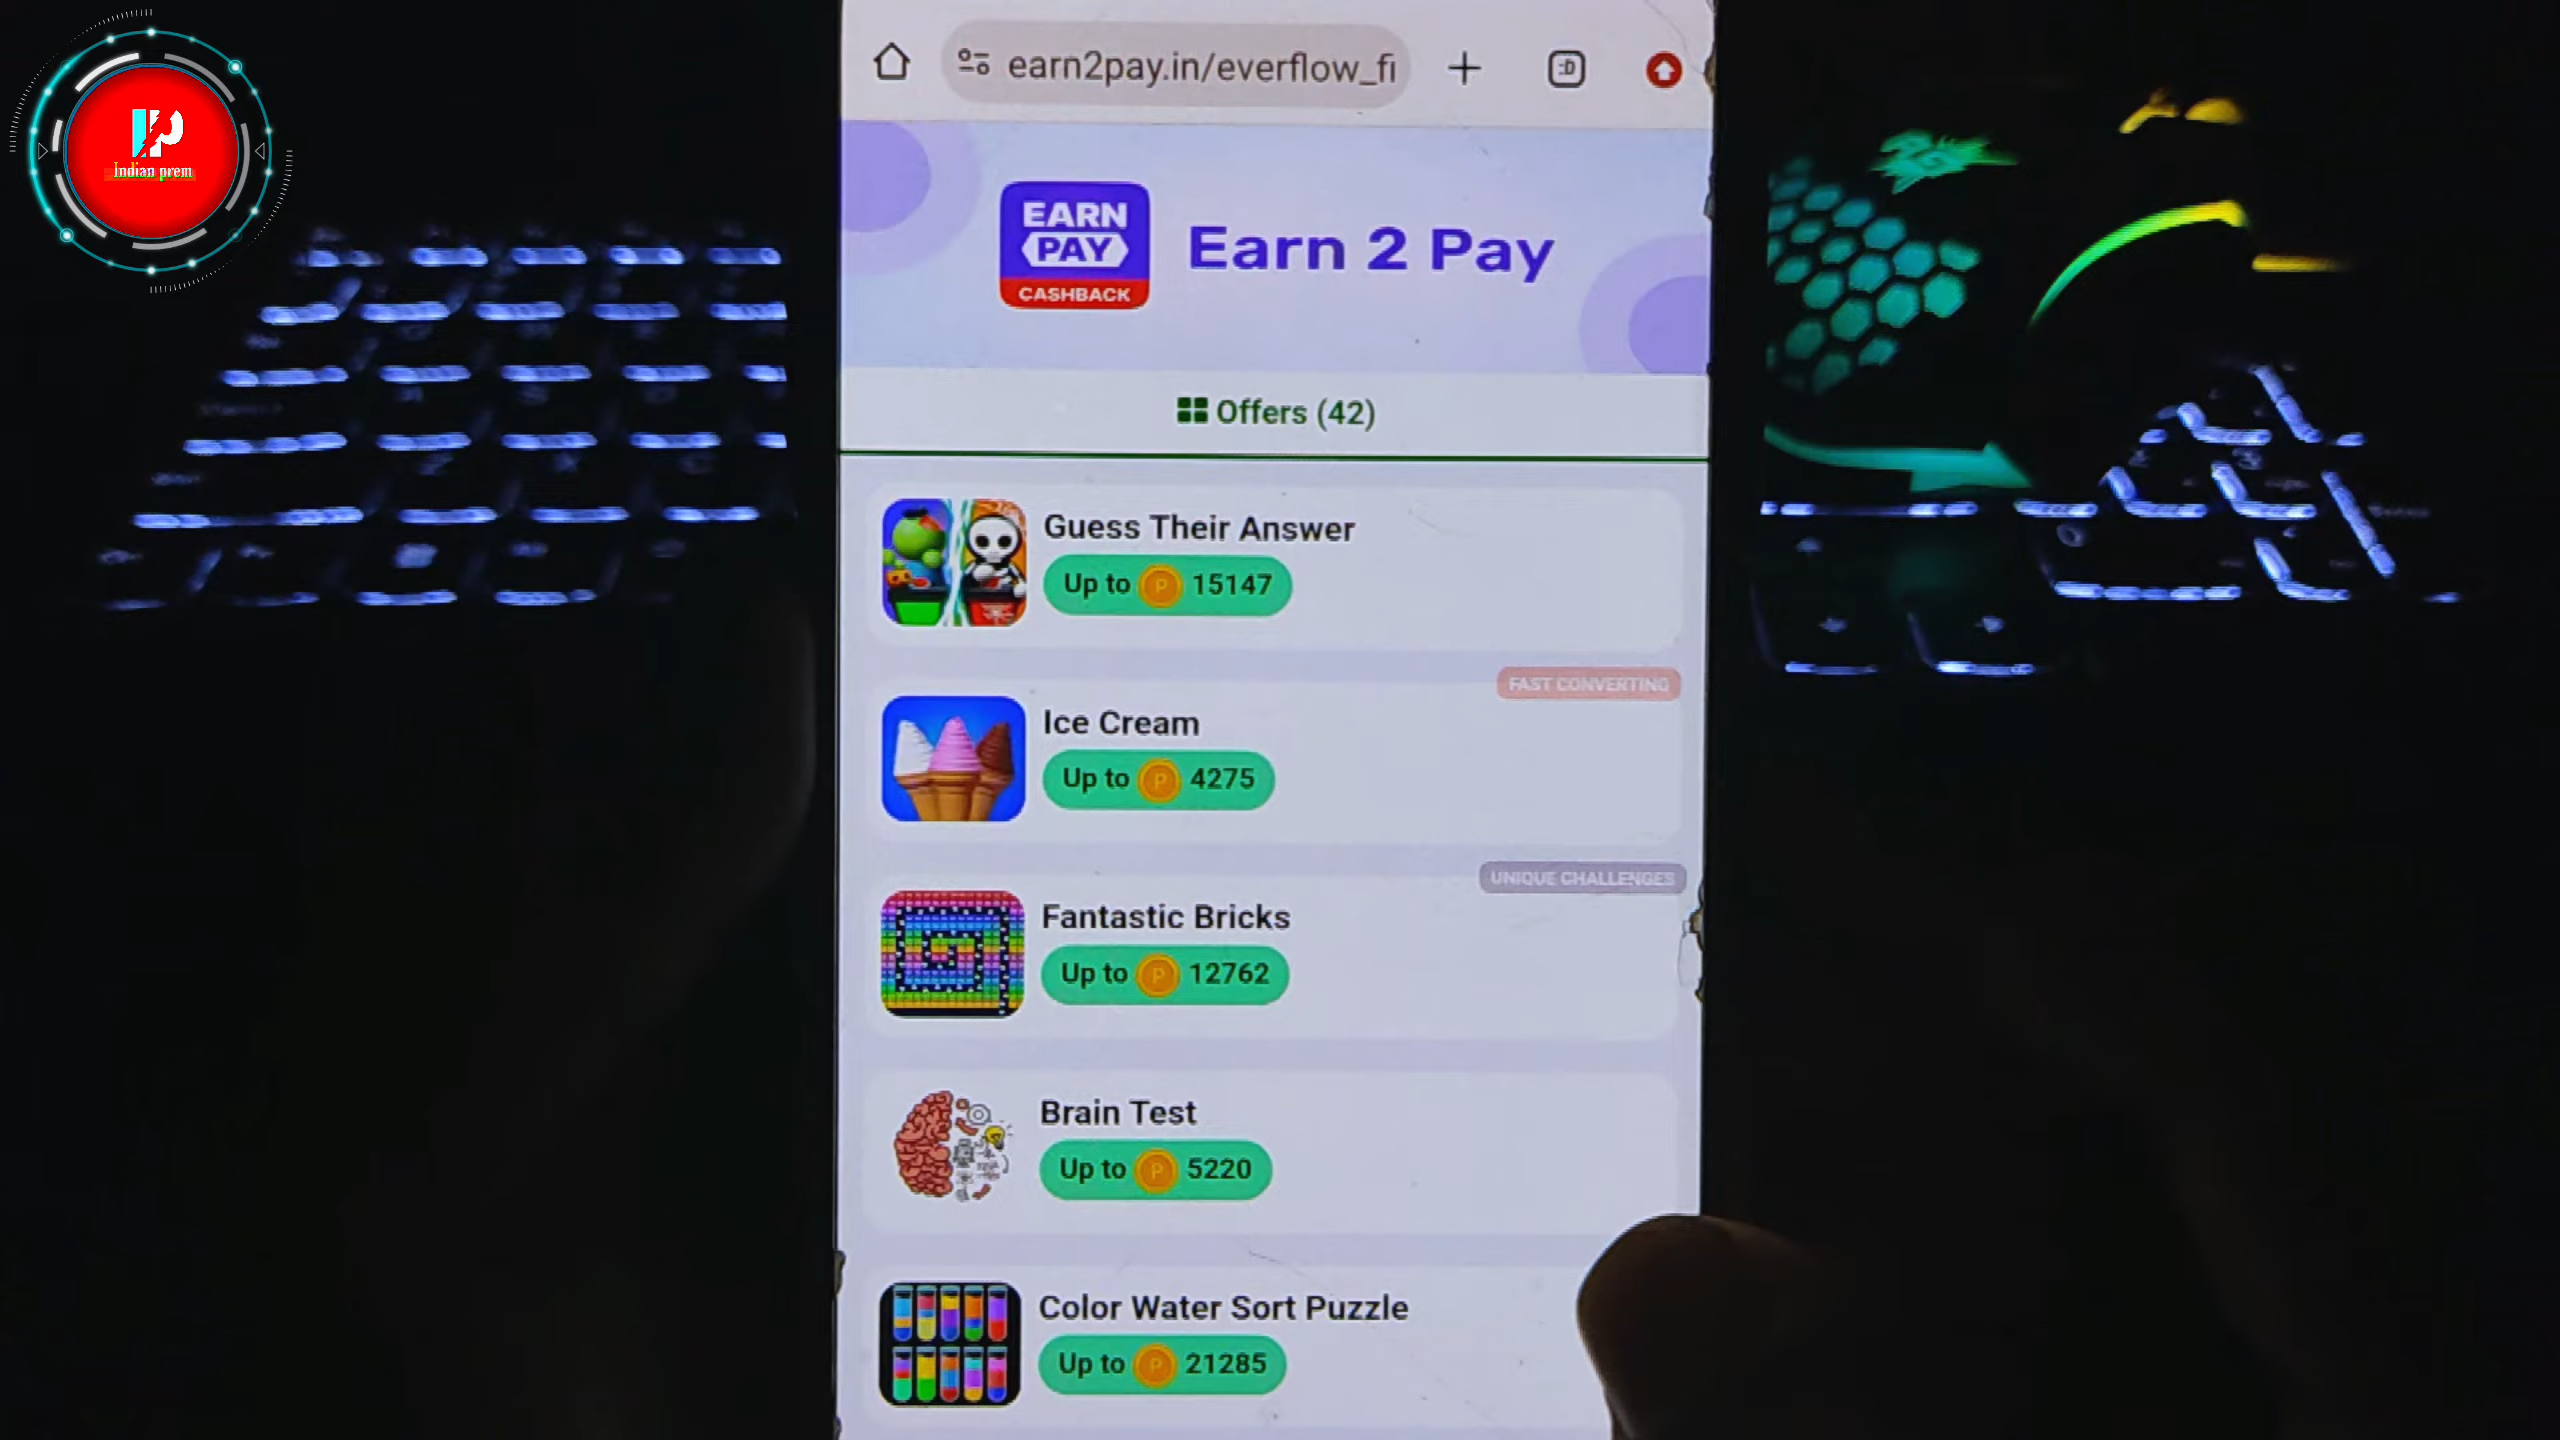 IP
Indian prem
earn2pay.in/everflow_fi
:D
EARN
PAY
CASHBACK
Earn 2 Pay
Offers (42)
Guess Their Answer
Up to P 15147
FAST CONVERTING
Ice Cream
Up to P 4275
UNIQUE CHALLENGES
Fantastic Bricks
Up to P 12762
Brain Test
Up to P 5220
Color Water Sort Puzzle
Up to P 21285